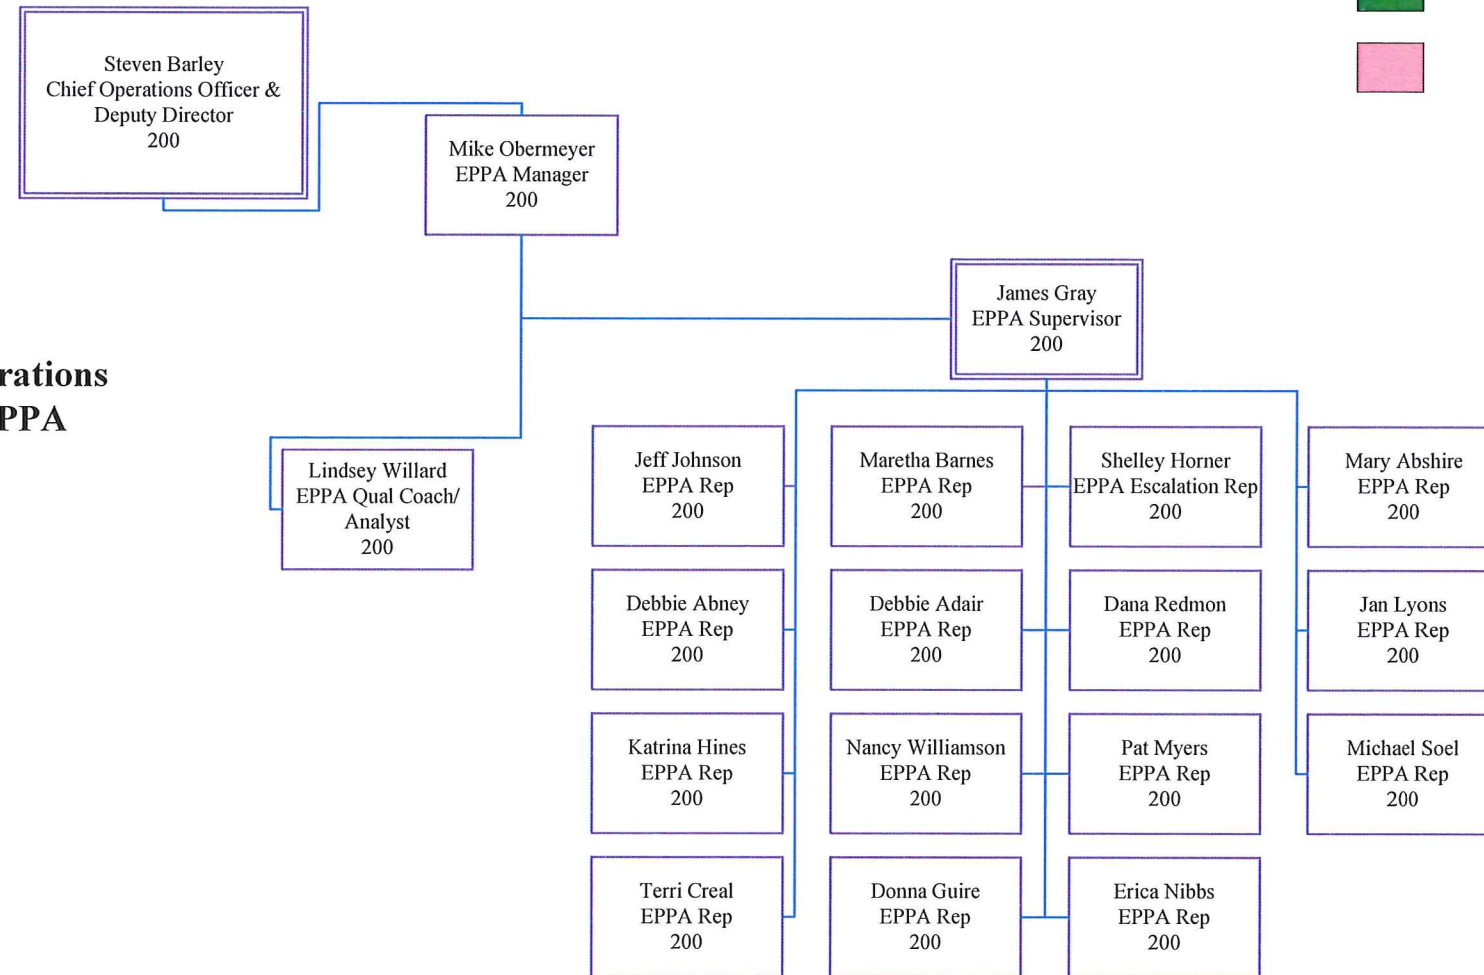 Steven Barley
Chief Operations Officer &
Deputy Director
200
Mike Obermeyer
EPPA Manager
200
James Gray
EPPA Supervisor
200
rations
PPA
Lindsey Willard
EPPA Qual Coach/
Analyst
200
Jeff Johnson
EPPA Rep
200
Maretha Barnes
EPPA Rep
200
Shelley Horner
EPPA Escalation Rep
200
Mary Abshire
EPPA Rep
200
Debbie Abney
EPPA Rep
200
Debbie Adair
EPPA Rep
200
Dana Redmon
EPPA Rep
200
Jan Lyons
EPPA Rep
200
Katrina Hines
EPPA Rep
200
Nancy Williamson
EPPA Rep
200
Pat Myers
EPPA Rep
200
Michael Soel
EPPA Rep
200
Terri Creal
EPPA Rep
200
Donna Guire
EPPA Rep
200
Erica Nibbs
EPPA Rep
200